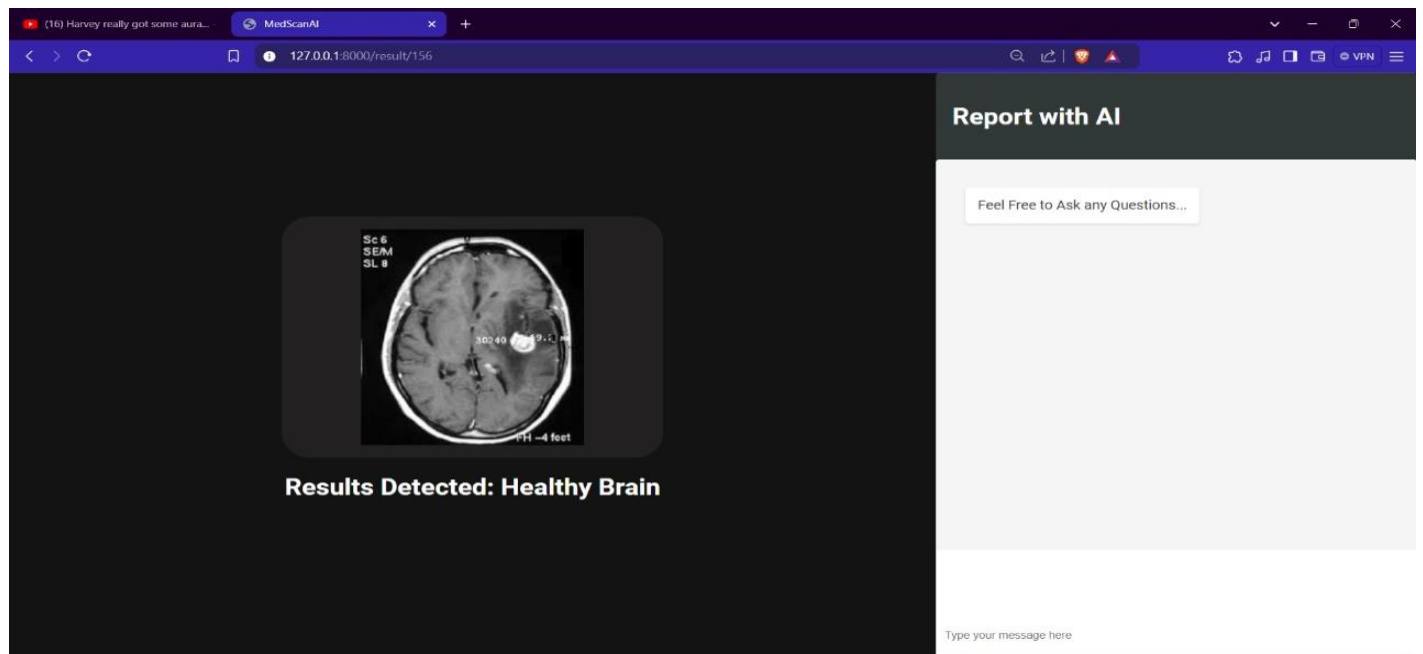 (16) Harvey really got some aura...
MedScanAI
127.0.0.1:8000/result/156
VPN
Report with AI
Feel Free to Ask any Questions...
Sc 6
SE/M
SL 8
30240
FH -4 feet
Results Detected: Healthy Brain
Type your message here